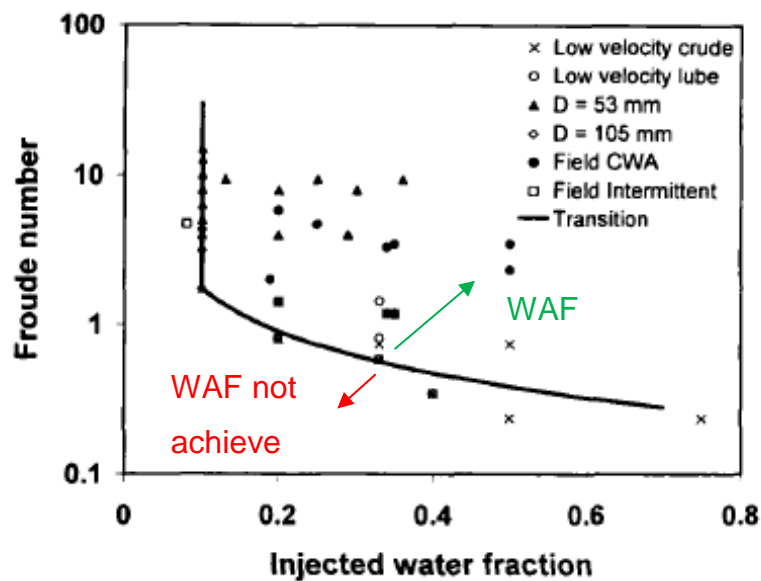 100
10
1
0.1
Froude number
× Low velocity crude
○ Low velocity lube
▲ D = 53 mm
◇ D = 105 mm
● Field CWA
□ Field Intermittent
Transition
WAF
WAF not
achieve
0 0.2 0.4 0.6 0.8
Injected water fraction